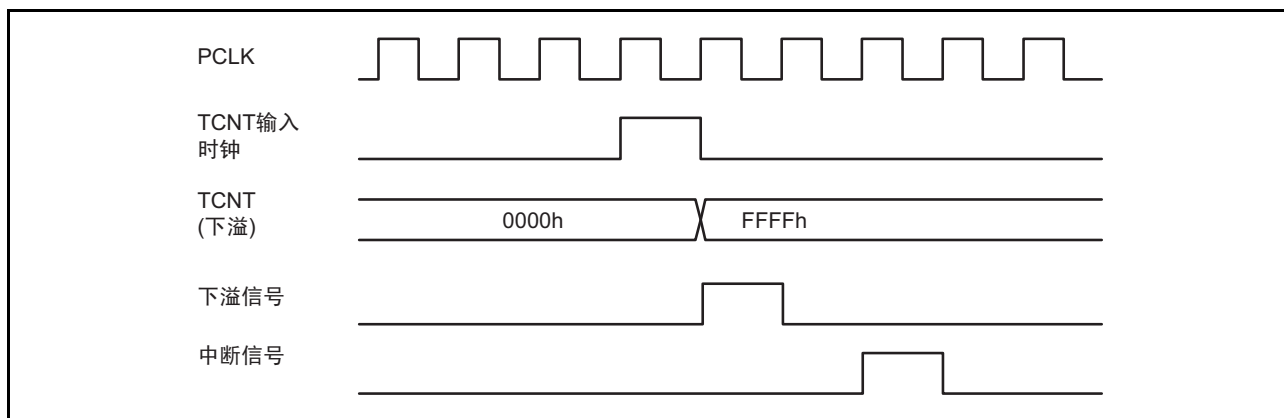 PCLK
TCNT输入
时钟
TCNT
(下溢)
0000h
FFFFh
下溢信号
中断信号